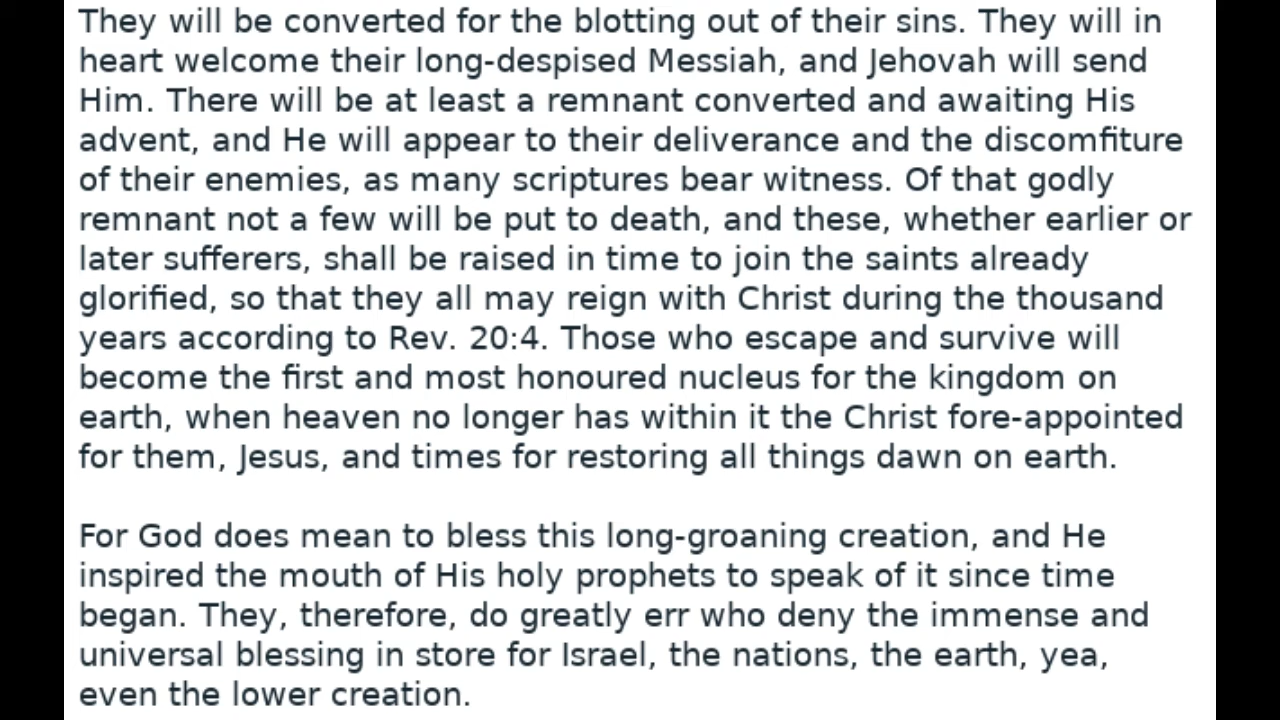 They will be converted for the blotting out of their sins. They will in
heart welcome their long-despised Messiah, and Jehovah will send
Him. There will be at least a remnant converted and awaiting His
advent, and He will appear to their deliverance and the discomfiture
of their enemies, as many scriptures bear witness. Of that godly
remnant not a few will be put to death, and these, whether earlier or
later sufferers, shall be raised in time to join the saints already
glorified, so that they all may reign with Christ during the thousand
years according to Rev. 20:4. Those who escape and survive will
become the first and most honoured nucleus for the kingdom on
earth, when heaven no longer has within it the Christ fore-appointed
for them, Jesus, and times for restoring all things dawn on earth.
For God does mean to bless this long-groaning creation, and He
inspired the mouth of His holy prophets to speak of it since time
began. They, therefore, do greatly err who deny the immense and
universal blessing in store for Israel, the nations, the earth, yea,
even the lower creation.